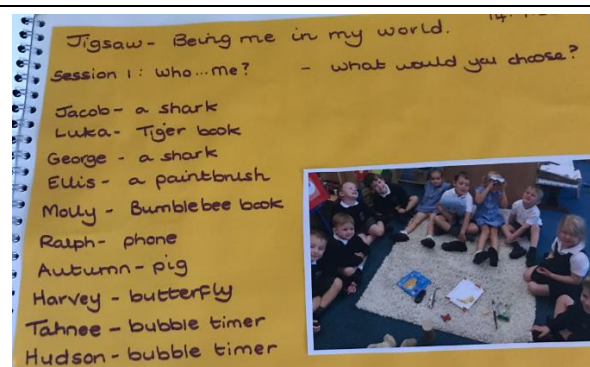 Jigsaw - Being me in my world.
Session 1: Who...me? - what would you choose?
Jacob - a shark
Luka - Tiger book
George - a shark
Ellis - a paintbrush
Molly - Bumblebee book
Ralph - phone
Autumn - pig
Harvey - butterfly
Tahnee - bubble timer
Hudson - bubble timer